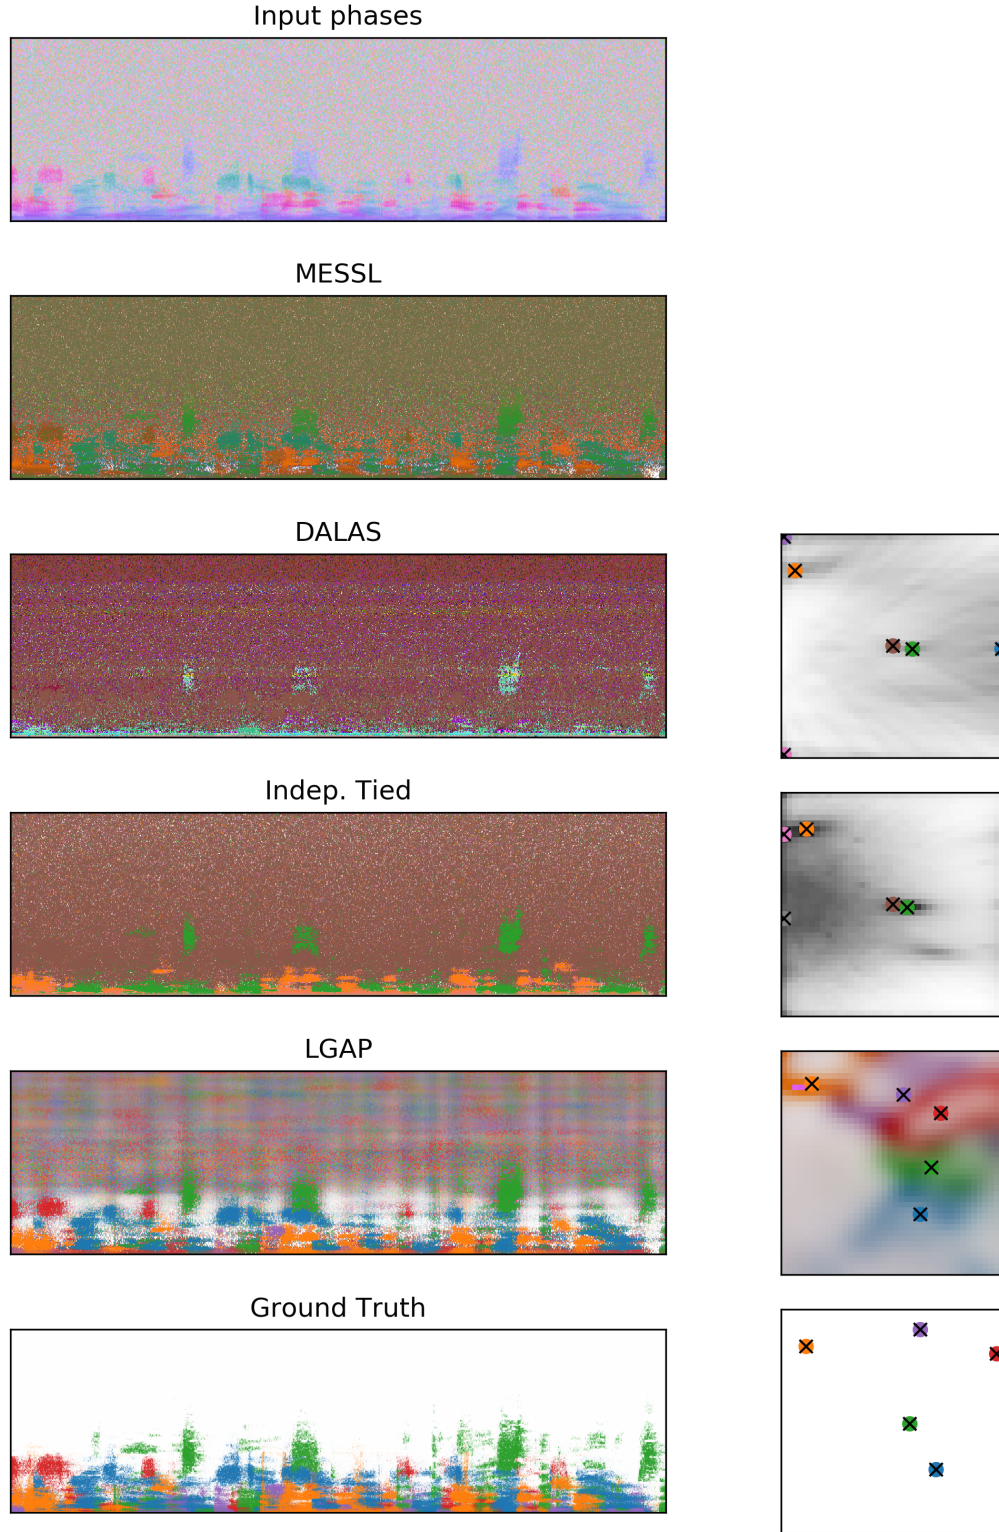 Input phases
MESSL
DALAS
Indep. Tied
LGAP
Ground Truth